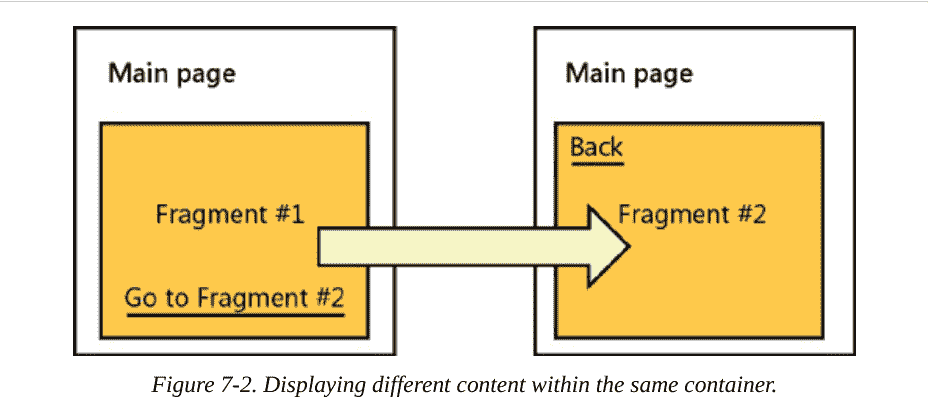 Main page
Fragment #1
Go to Fragment #2
Main page
Back
Fragment #2
Figure 7-2. Displaying different content within the same container.